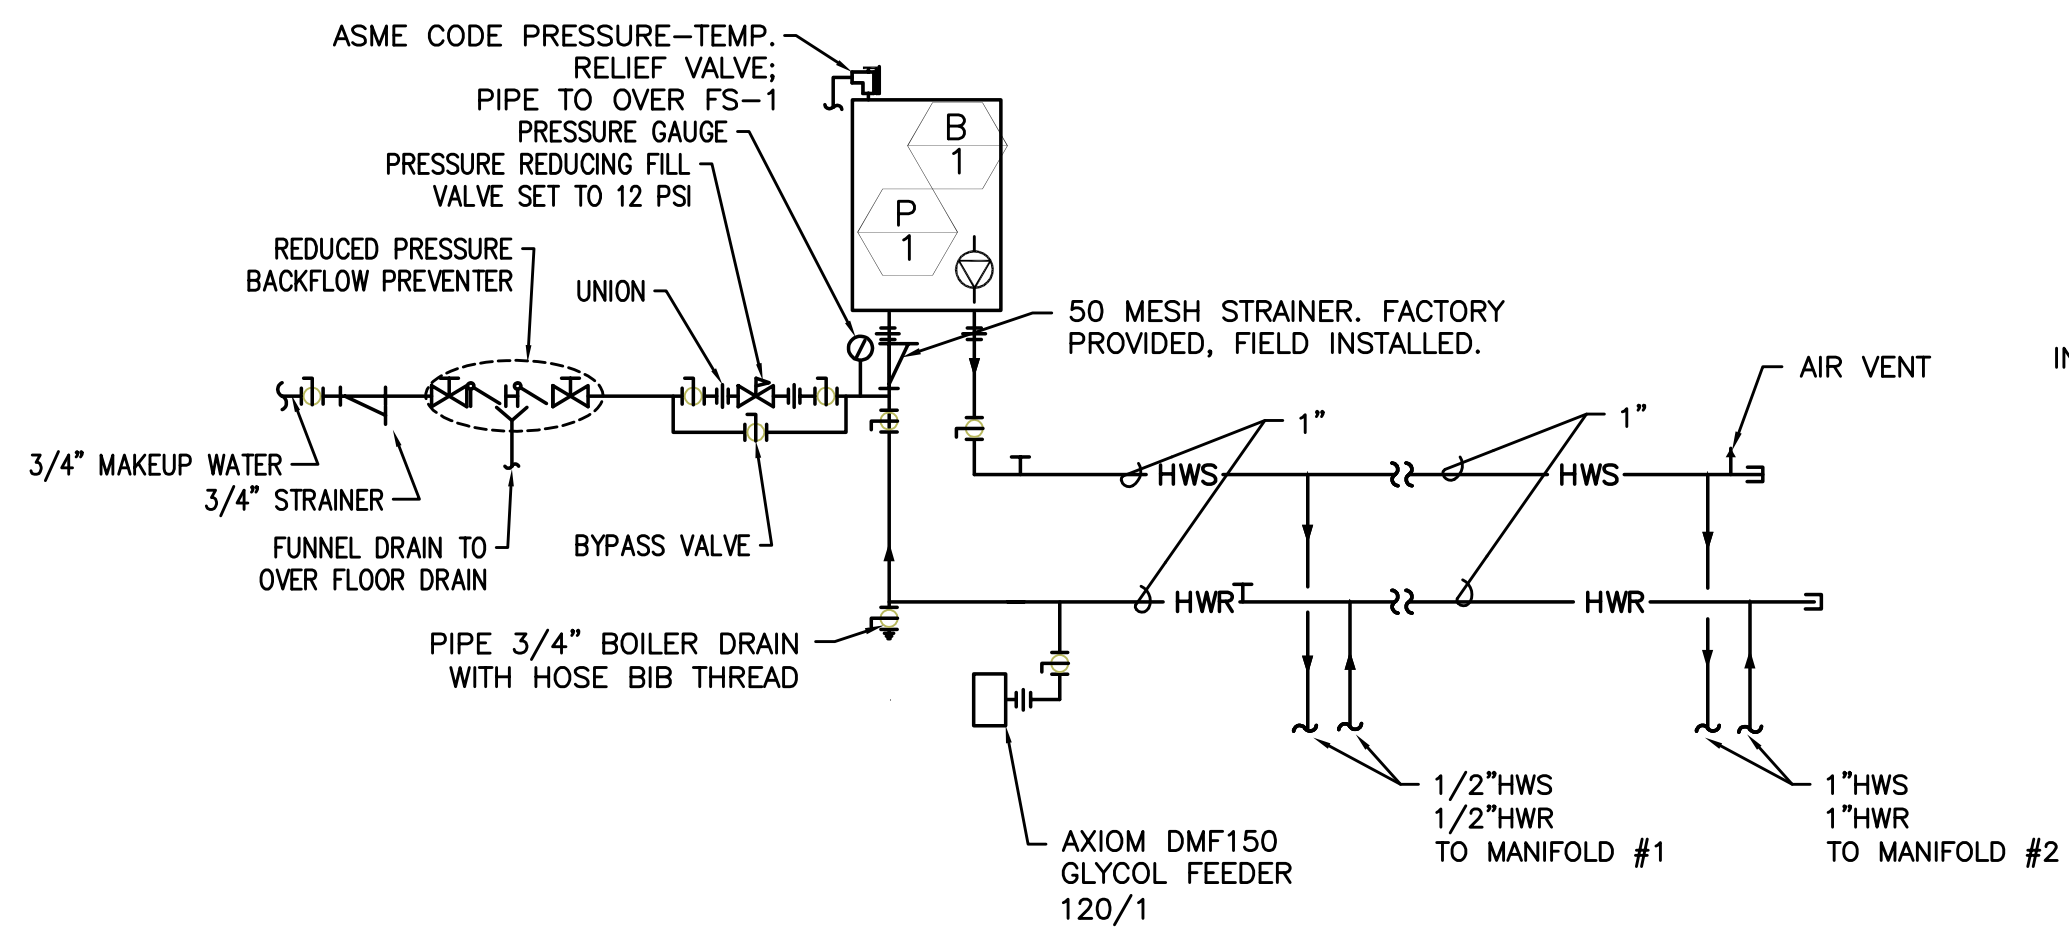 ASME CODE PRESSURE-TEMP.
RELIEF VALVE;
PIPE TO OVER FS-1
PRESSURE GAUGE
PRESSURE REDUCING FILL
VALVE SET TO 12 PSI
REDUCED PRESSURE
BACKFLOW PREVENTER
UNION
B
1
P
1
50 MESH STRAINER. FACTORY
PROVIDED, FIELD INSTALLED.
AIR VENT
1"
1"
3/4" MAKEUP WATER
3/4" STRAINER
FUNNEL DRAIN TO
OVER FLOOR DRAIN
BYPASS VALVE
HWS
HWS
HWR
HWR
PIPE 3/4" BOILER DRAIN
WITH HOSE BIB THREAD
AXIOM DMF150
GLYCOL FEEDER
120/1
1/2"HWS
1/2"HWR
TO MANIFOLD #1
1"HWS
1"HWR
TO MANIFOLD #2